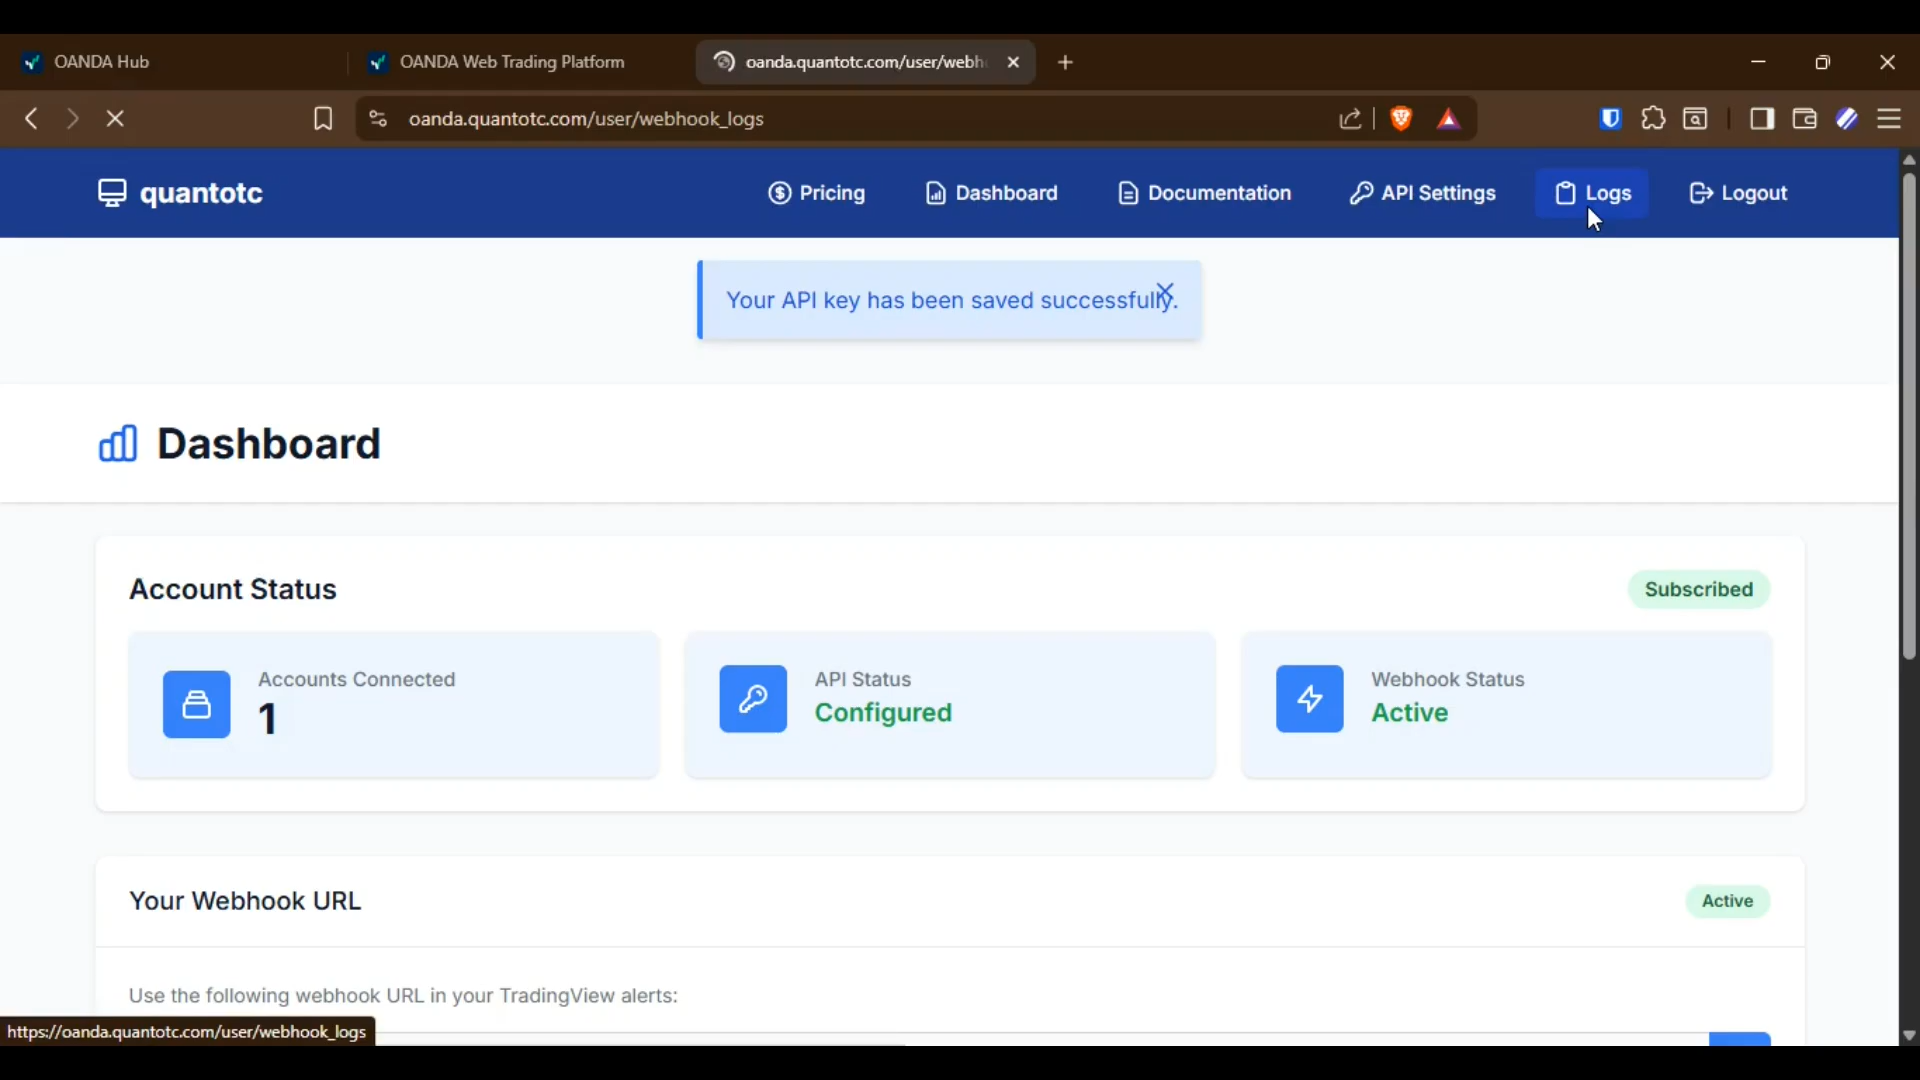 OANDA Hub
OANDA Web Trading Platform
oanda.quantotc.com/user/webh
oanda.quantotc.com/user/webhook_logs
quantotc
Pricing
Dashboard
Documentation
API Settings
Logs
Logout
Your API key has been saved successfully.
Dashboard
Account Status
Subscribed
Accounts Connected
1
API Status
Configured
Webhook Status
Active
Your Webhook URL
Active
Use the following webhook URL in your TradingView alerts:
https://oanda.quantotc.com/user/webhook_logs